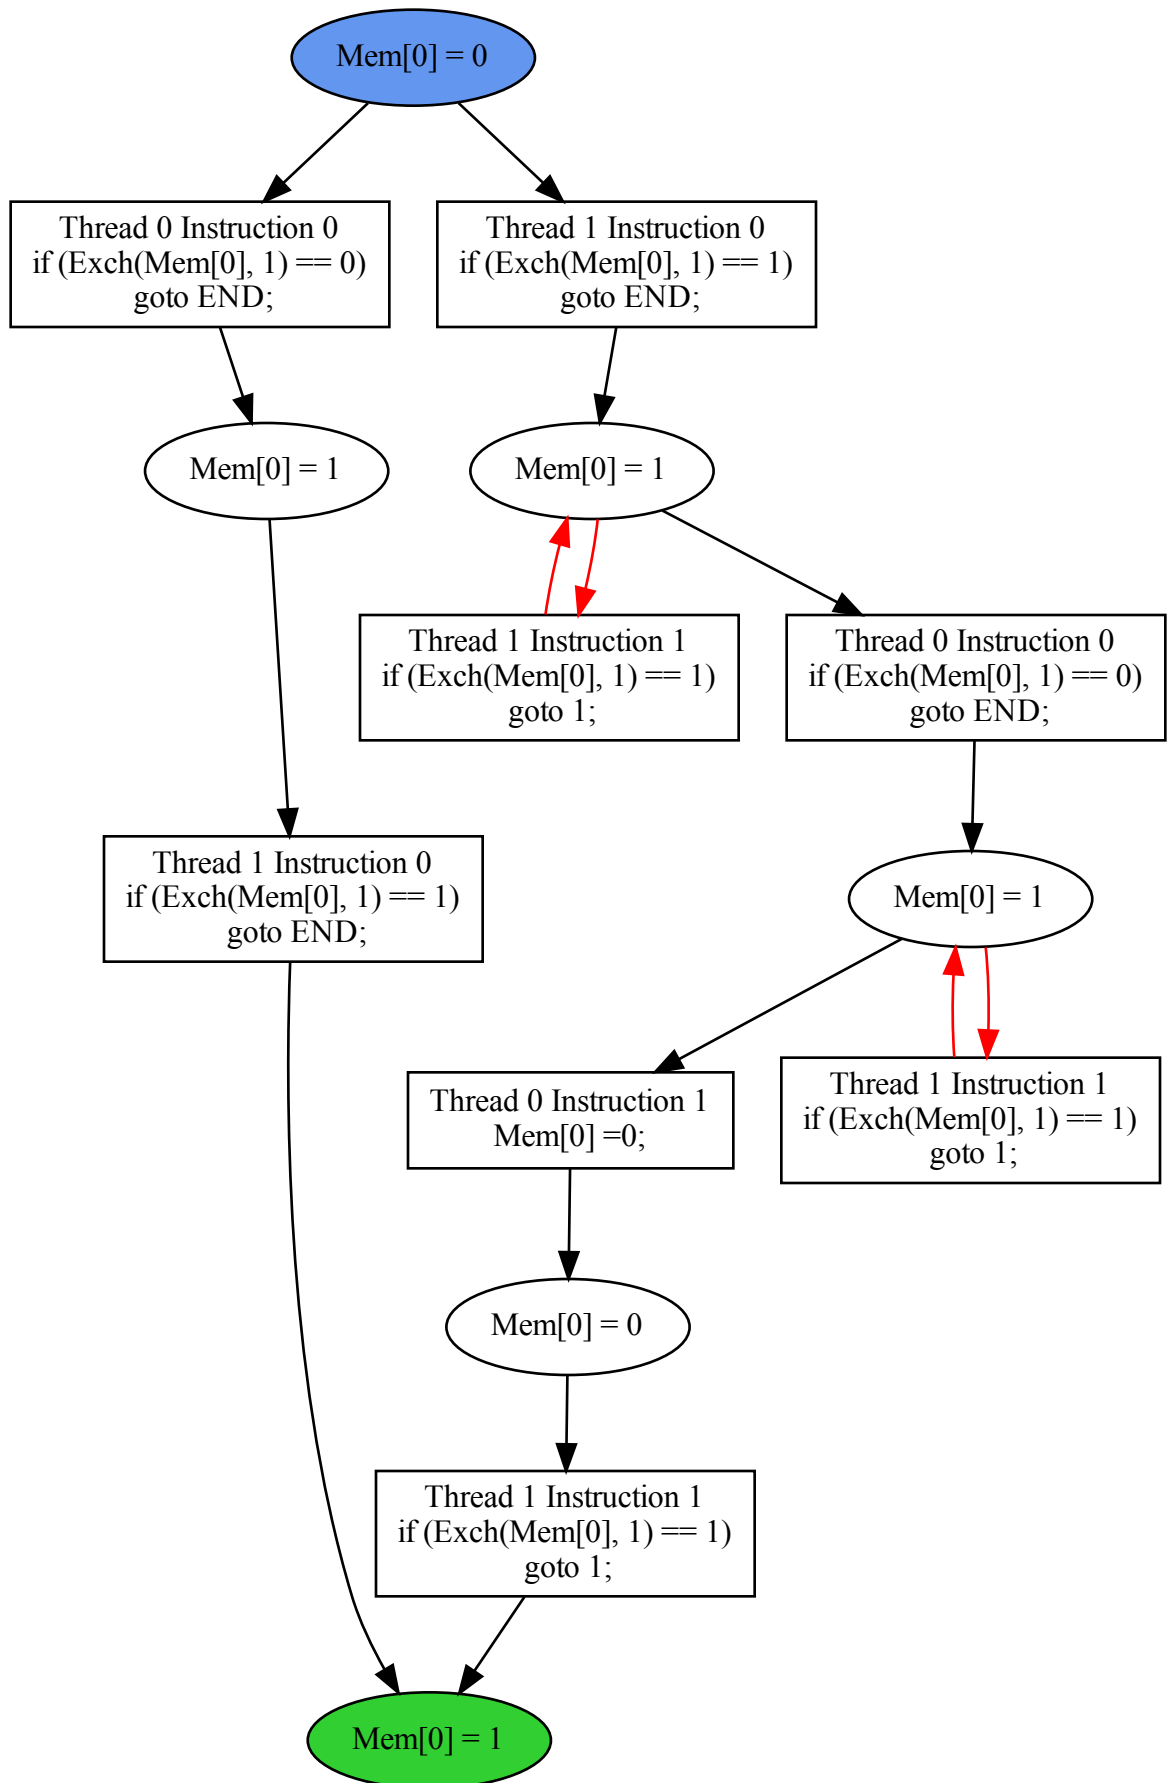 Mem[0] = 0
Thread 0 Instruction 0
if (Exch(Mem[0], 1) == 0)
goto END;
Thread 1 Instruction 0
if (Exch(Mem[0], 1) == 1)
goto END;
Mem[0] = 1
Mem[0] = 1
Thread 1 Instruction 1
if (Exch(Mem[0], 1) == 1)
goto 1;
Thread 0 Instruction 0
if (Exch(Mem[0], 1) == 0)
goto END;
Thread 1 Instruction 0
if (Exch(Mem[0], 1) == 1)
goto END;
Mem[0] = 1
Thread 0 Instruction 1
Mem[0] =0;
Thread 1 Instruction 1
if (Exch(Mem[0], 1) == 1)
goto 1;
Mem[0] = 0
Thread 1 Instruction 1
if (Exch(Mem[0], 1) == 1)
goto 1;
Mem[0] = 1